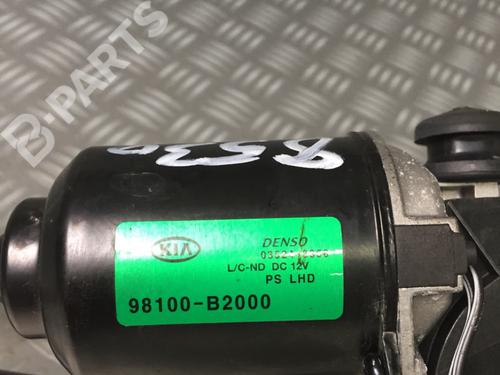 B-PARTS
KIA
DENSO
L/C-ND DC 12V
PS LHD
98100-B2000